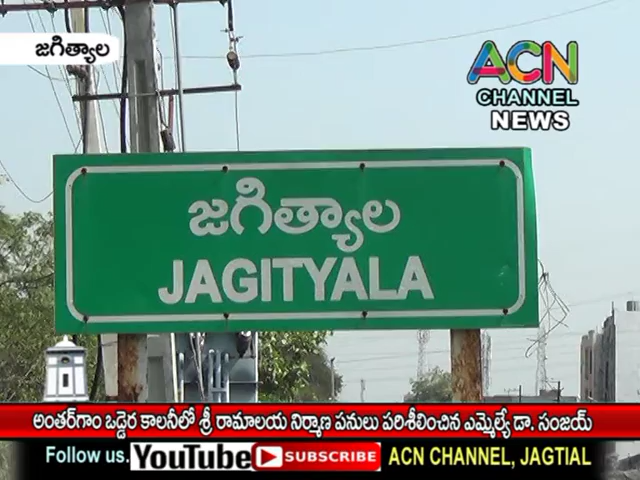 జగిత్యాల
ACN
CHANNEL
NEWS
జగిత్యాల
JAGITYALA
అంతర్గాం ఒడ్డెర కాలనీలో శ్రీ రామాలయ నిర్మాణ పనులు పరిశీలించిన ఎమ్మెల్యే డా. సంజయ్
Follow us. YouTube SUBSCRIBE ACN CHANNEL, JAGTIAL